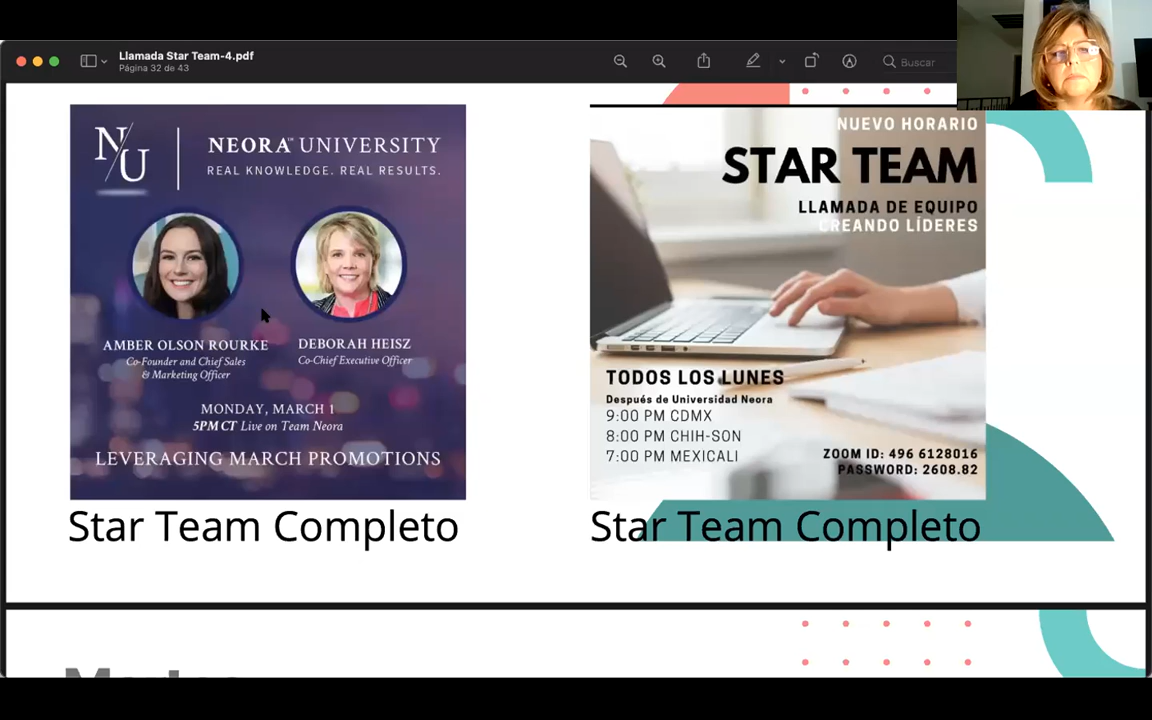 Llamada Star Team-4.pdf
Página 32 de 43
Buscar
NU
NEORA™ UNIVERSITY
REAL KNOWLEDGE. REAL RESULTS.
AMBER OLSON ROURKE
Co-Founder and Chief Sales
& Marketing Officer
DEBORAH HEISZ
Co-Chief Executive Officer
MONDAY, MARCH 1
5PM CT Live on Team Neora
LEVERAGING MARCH PROMOTIONS
Star Team Completo
NUEVO HORARIO
STAR TEAM
LLAMADA DE EQUIPO
CREANDO LÍDERES
TODOS LOS LUNES
Después de Universidad Neora
9:00 PM CDMX
8:00 PM CHIH-SON
7:00 PM MEXICALI
ZOOM ID: 496 6128016
PASSWORD: 2608.82
Star Team Completo